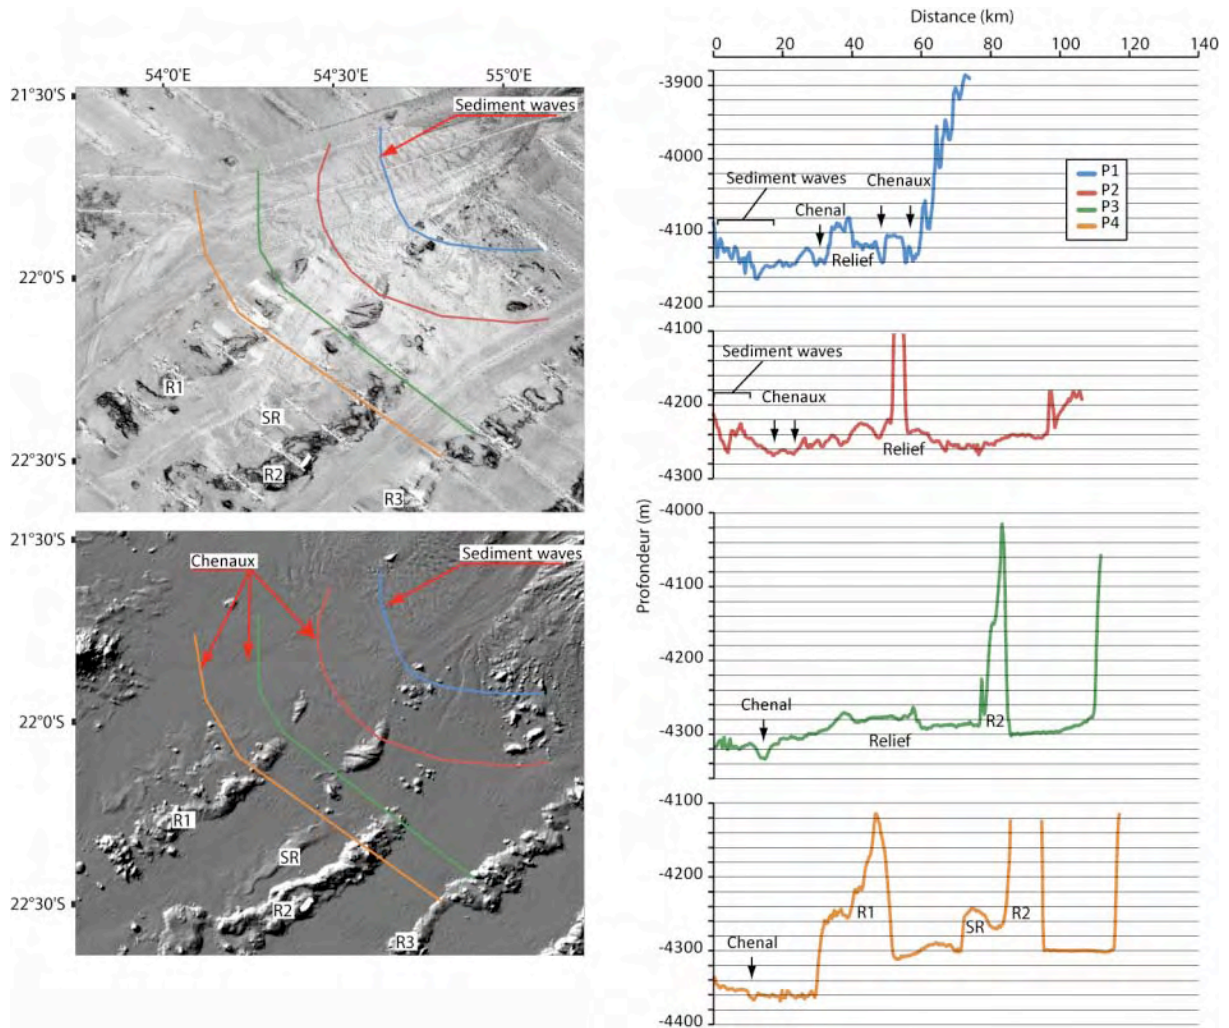 54°0'E 54°30'E 55°0'E
21°30'S
Sediment waves
22°0'S
R1
SR
22°30'S
R2
R3
21°30'S
Chenaux
Sediment waves
22°0'S
R1
SR
22°30'S
R2
R3
Distance (km)
0 20 40 60 80 100 120 140
Profondeur (m)
-3900
-4000
-4100
-4200
Sediment waves
Chenaux
Chenal
Relief
P1
P2
P3
P4
-4100
-4200
-4300
Sediment waves
Chenaux
Relief
-4000
-4100
-4200
-4300
Chenal
R2
Relief
-4100
-4200
-4300
-4400
R1
R2
SR
Chenal